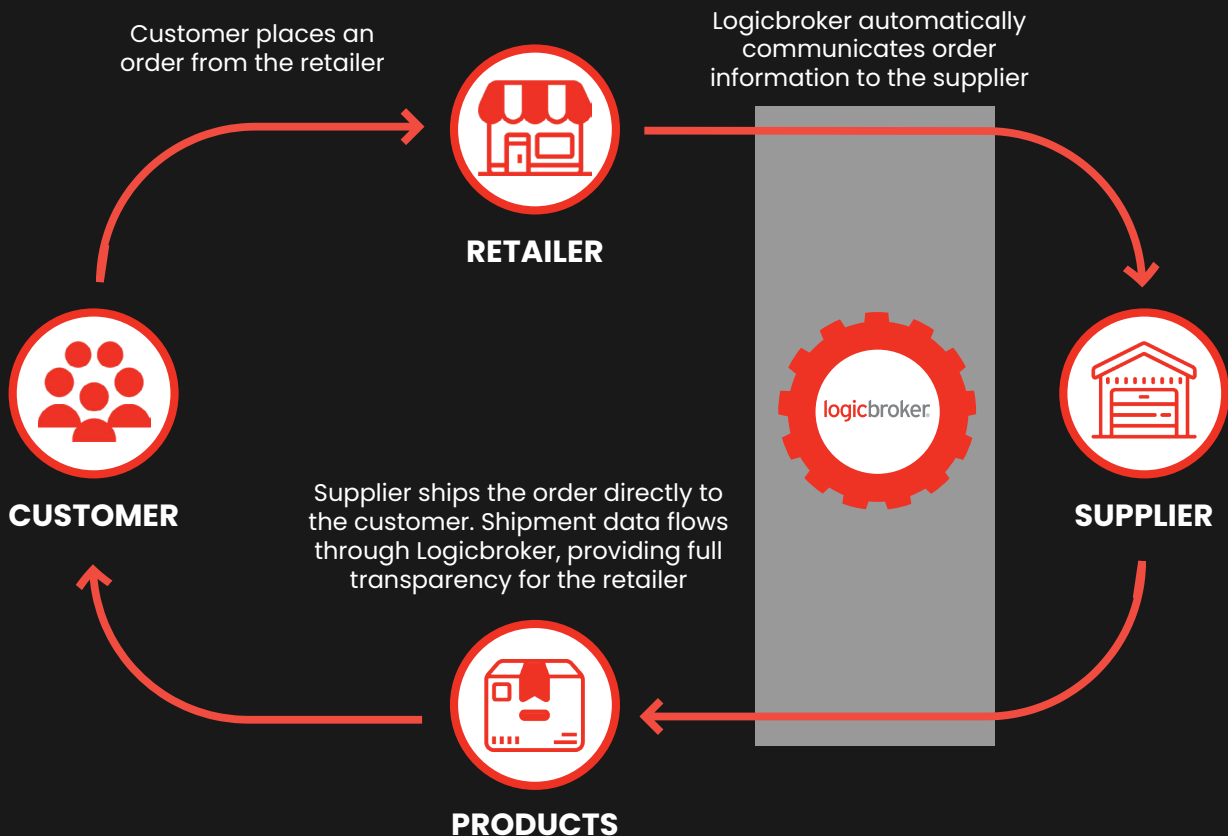 Customer places an
order from the retailer
Logicbroker automatically
communicates order
information to the supplier
RETAILER
logicbroker
CUSTOMER
SUPPLIER
Supplier ships the order directly to
the customer. Shipment data flows
through Logicbroker, providing full
transparency for the retailer
PRODUCTS